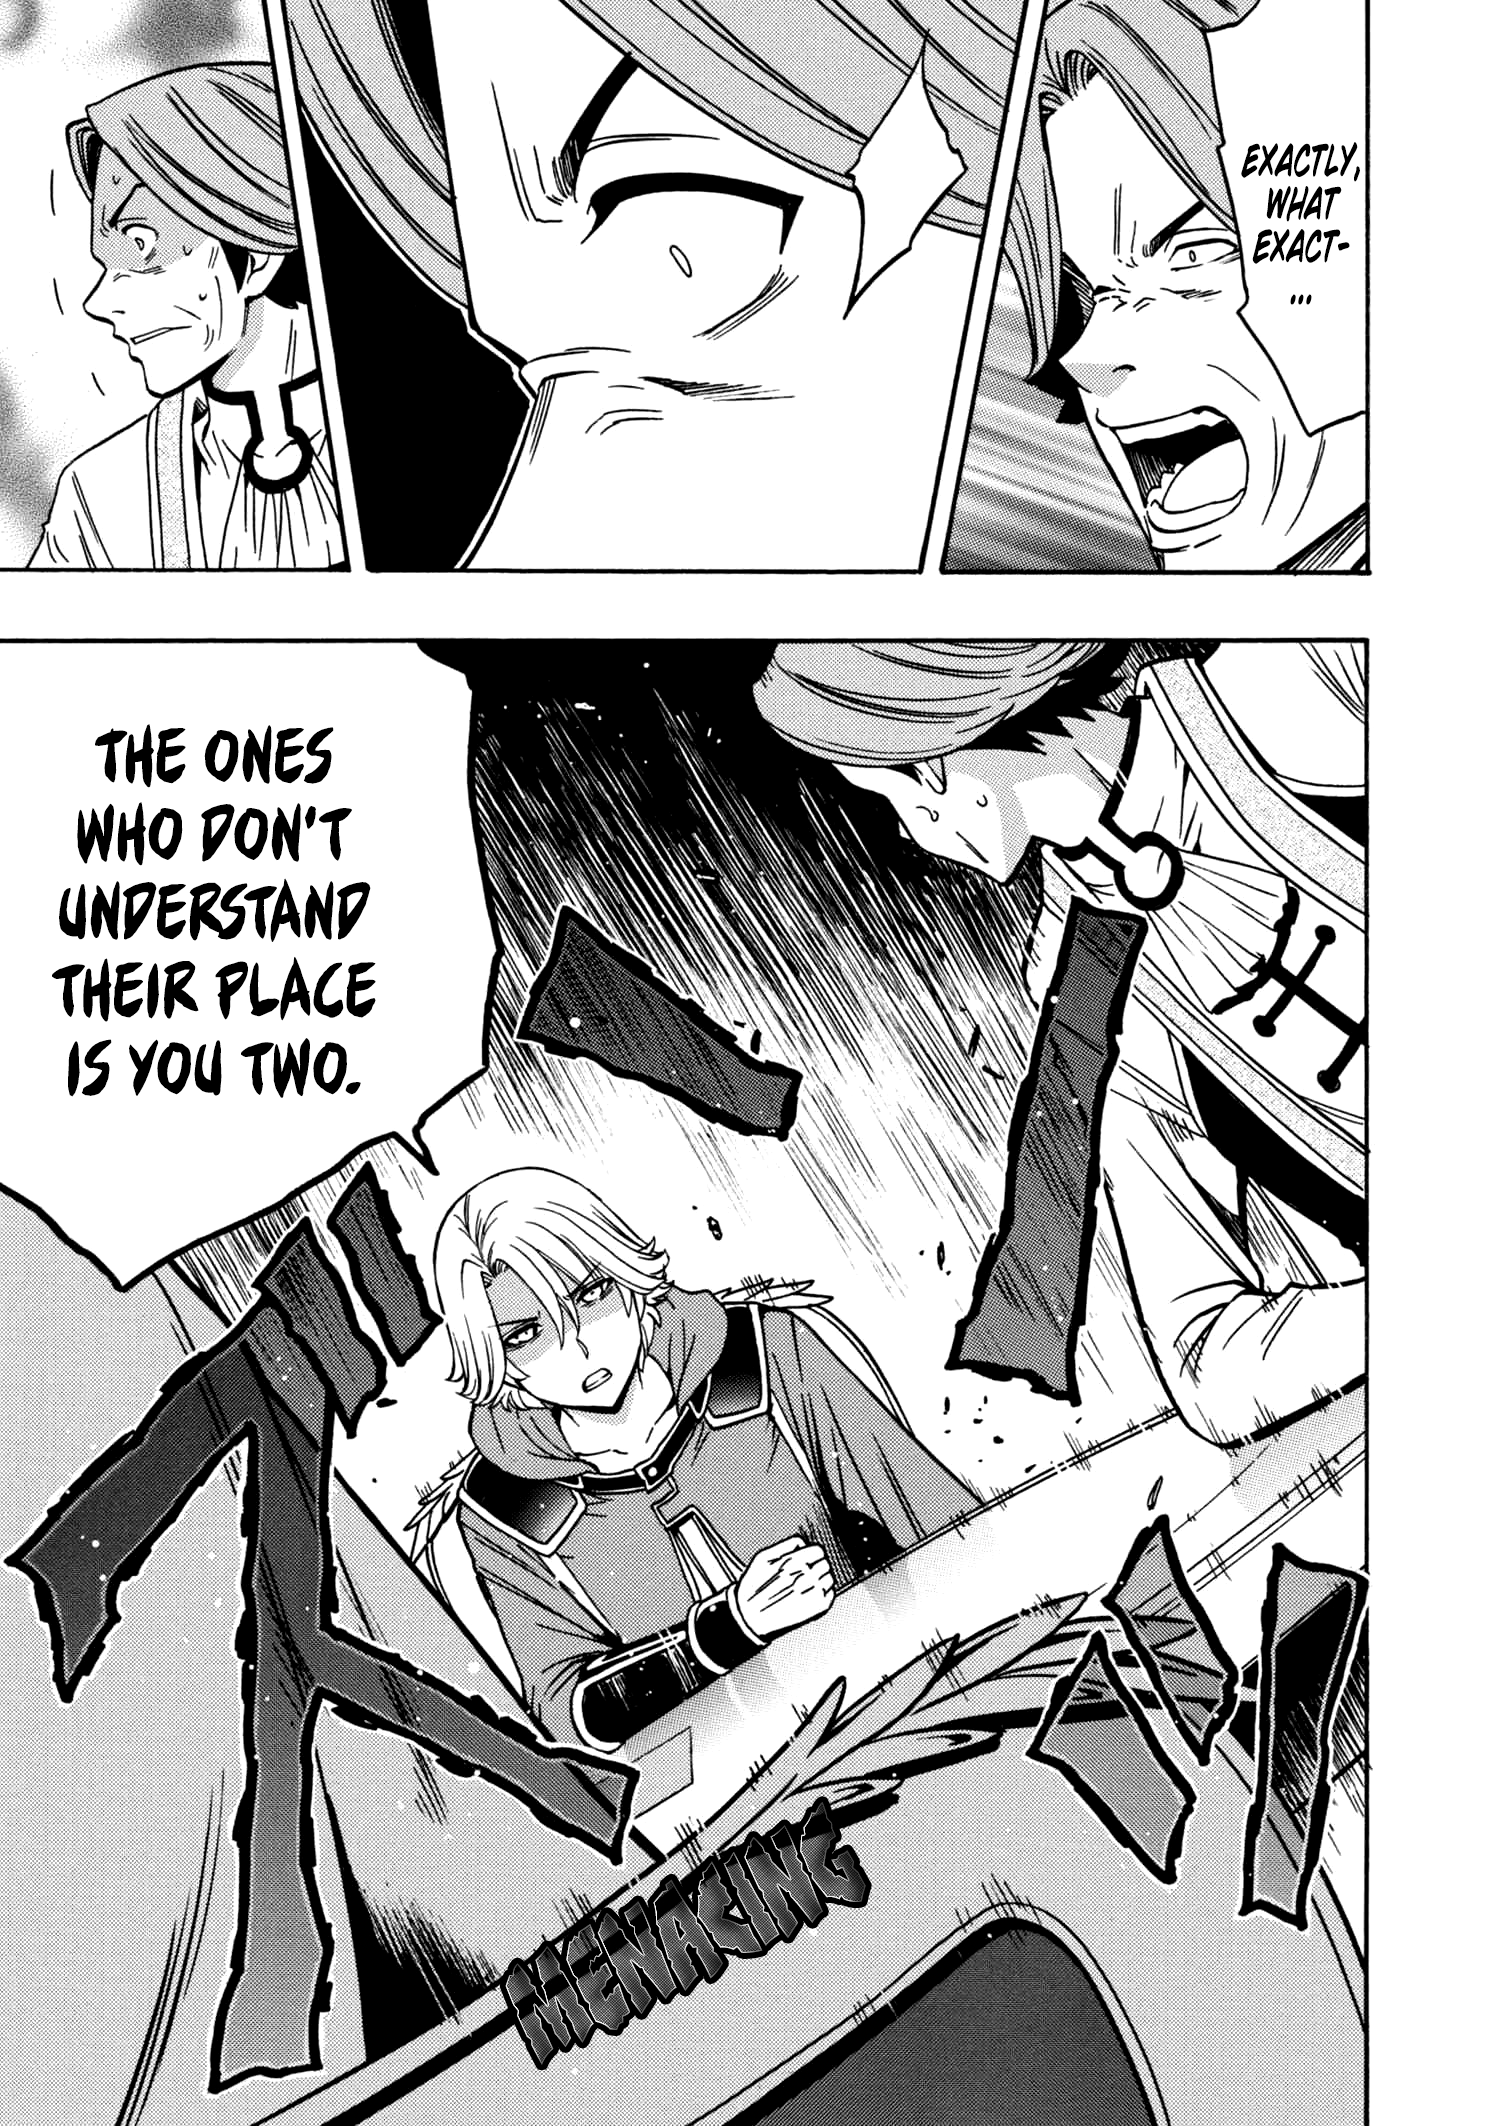 EXACTLY,
WHAT
EXACT-
...
THE ONES
WHO DON'T
UNDERSTAND
THEIR PLACE
IS YOU TWO.
MENACING